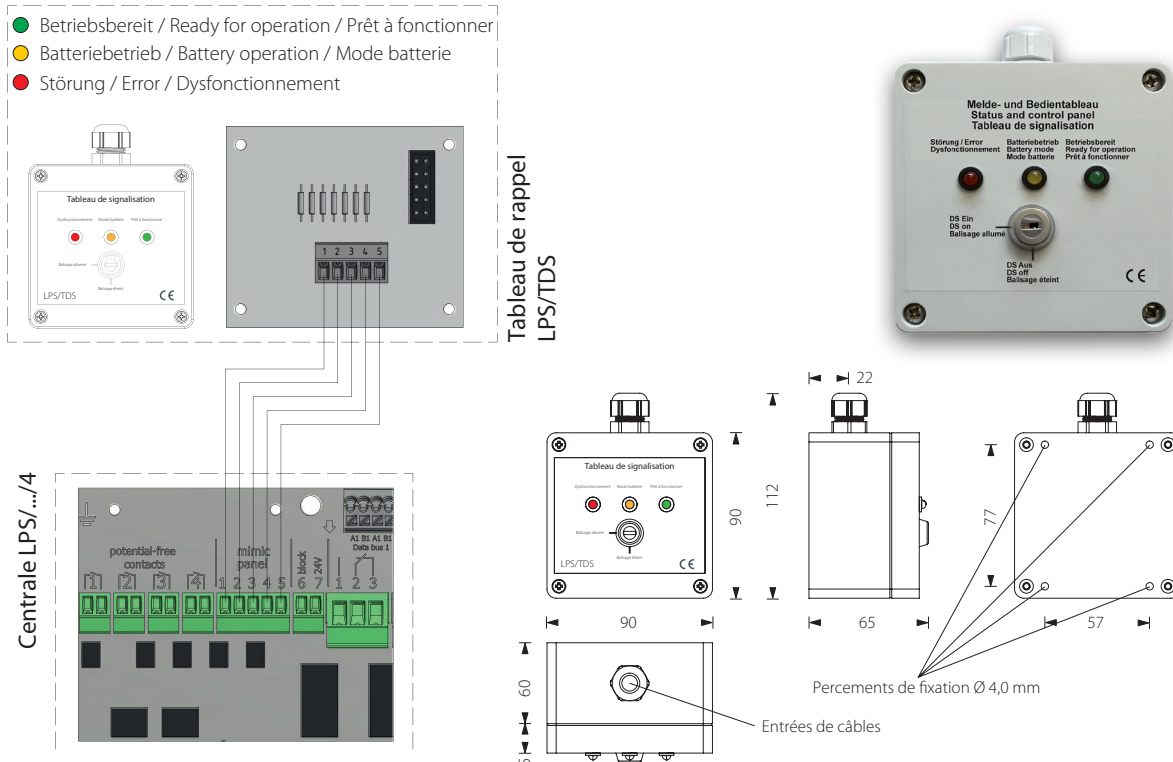 Betriebsbereit / Ready for operation / Prêt à fonctionner
Batteriebetrieb / Battery operation / Mode batterie
Störung / Error / Dysfonctionnement
Tableau de signalisation
Dysfonctionnement Mode batterie Prêt à fonctionner
Balisage allumé
Balisage éteint
LPS/TDS
CE
1 2 3 4 5
Tableau de rappel
LPS/TDS
Melde- und Bedientableau
Status and control panel
Tableau de signalisation
Störung / Error
Dysfonctionnement
Batteriebetrieb
Battery mode
Mode batterie
Betriebsbereit
Ready for operation
Prêt à fonctionner
DS Ein
DS on
Balisage allumé
DS Aus
DS off
Balisage éteint
CE
Centrale LPS/.../4
potential-free
contacts
mimic
panel
block
24V
A1 B1 A1 B1
Data bus 1
1 2 3 4 1 2 3 4 5 6 7 1 2 3
Tableau de signalisation
Dysfonctionnement Mode batterie Prêt à fonctionner
Balisage allumé
Balisage éteint
LPS/TDS
CE
90
112
90
22
65
77
57
Percements de fixation Ø 4,0 mm
60
Entrées de câbles